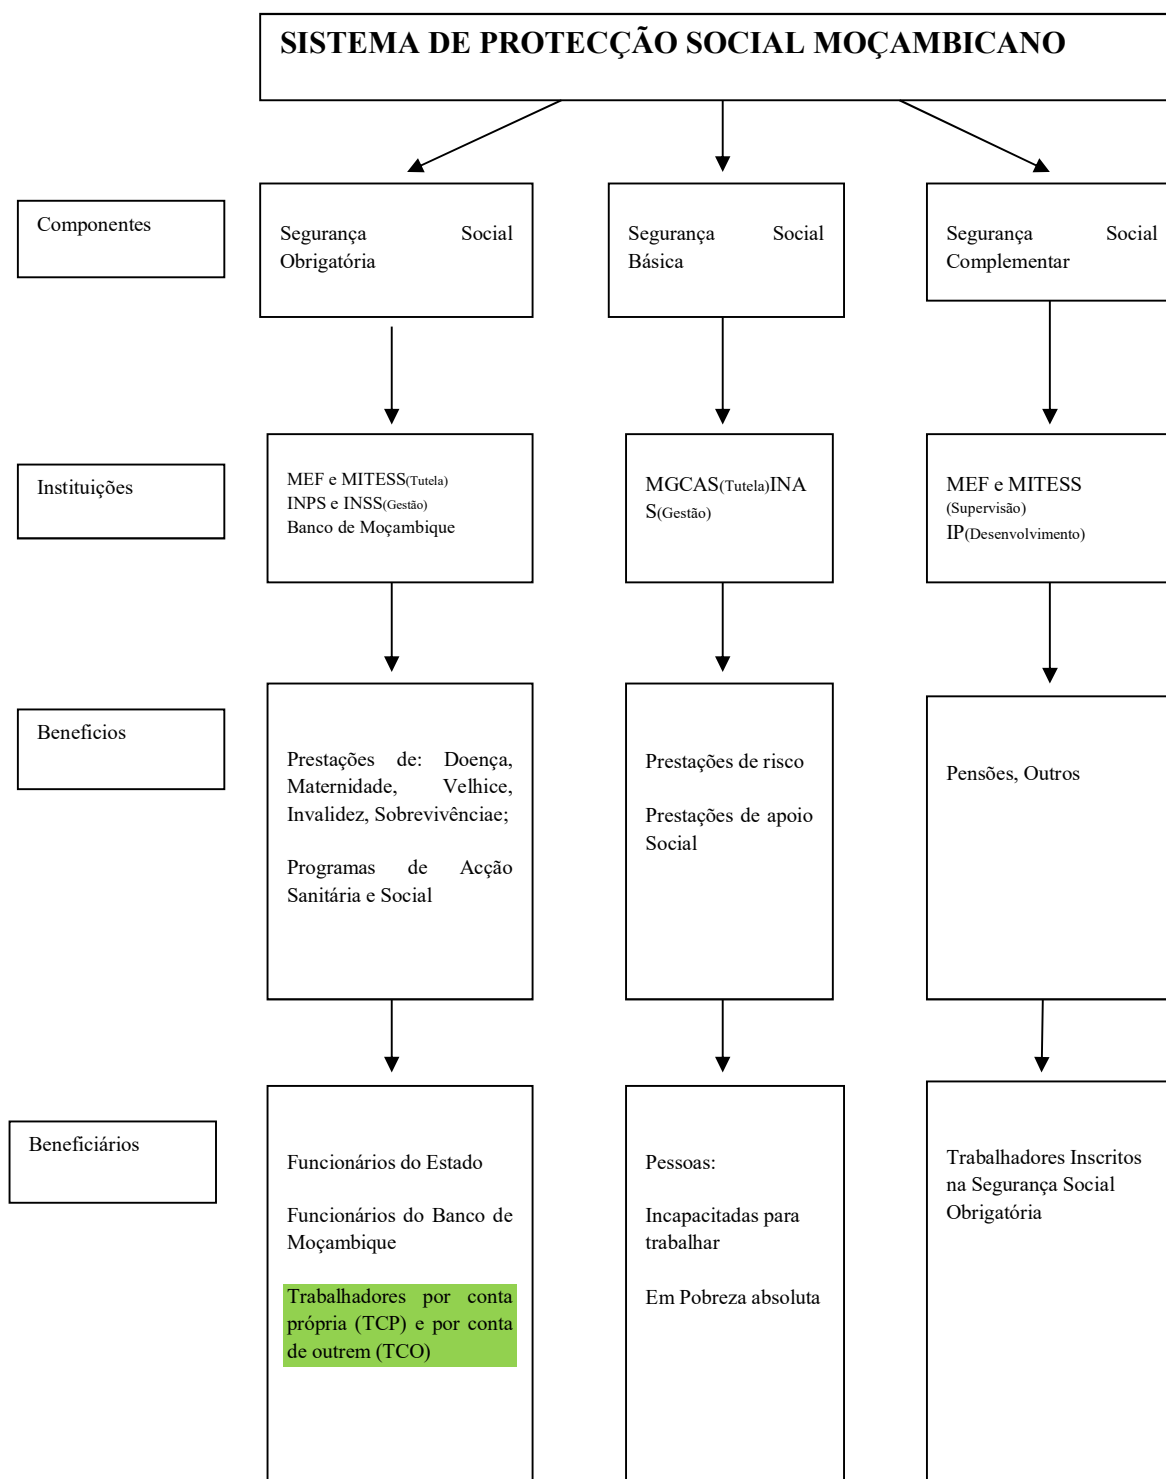 SISTEMA DE PROTECÇÃO SOCIAL MOÇAMBICANO
Componentes
Segurança Social
Obrigatória
Segurança Social
Básica
Segurança Social
Complementar
Instituições
MEF e MITESS(Tutela)
INPS e INSS(Gestão)
Banco de Moçambique
MGCAS(Tutela)INA
S(Gestão)
MEF e MITESS
(Supervisão)
IP(Desenvolvimento)
Beneficios
Prestações de: Doença,
Maternidade, Velhice,
Invalidez, Sobrevivênciae;
Programas de Acção
Sanitária e Social
Prestações de risco
Prestações de apoio
Social
Pensões, Outros
Beneficiários
Funcionários do Estado
Funcionários do Banco de
Moçambique
Trabalhadores por conta
própria (TCP) e por conta
de outrem (TCO)
Pessoas:
Incapacitadas para
trabalhar
Em Pobreza absoluta
Trabalhadores Inscritos
na Segurança Social
Obrigatória